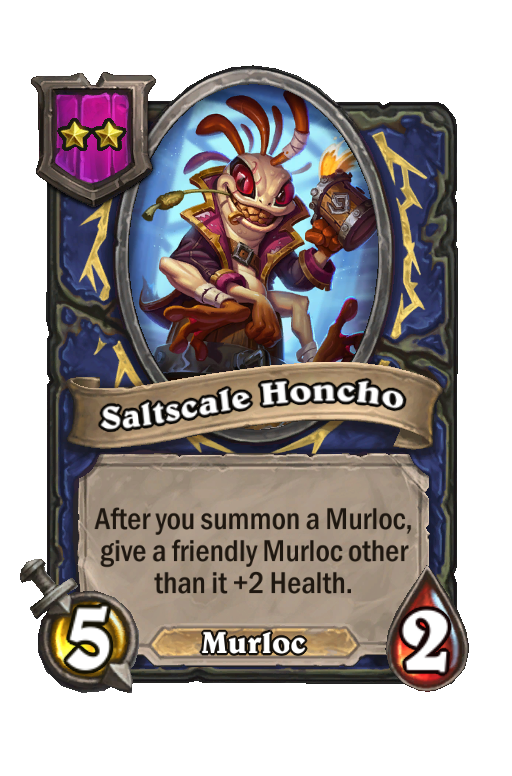 Saltscale Honcho
After you summon a Murloc,
give a friendly Murloc other
than it +2 Health.
5
Murloc
2